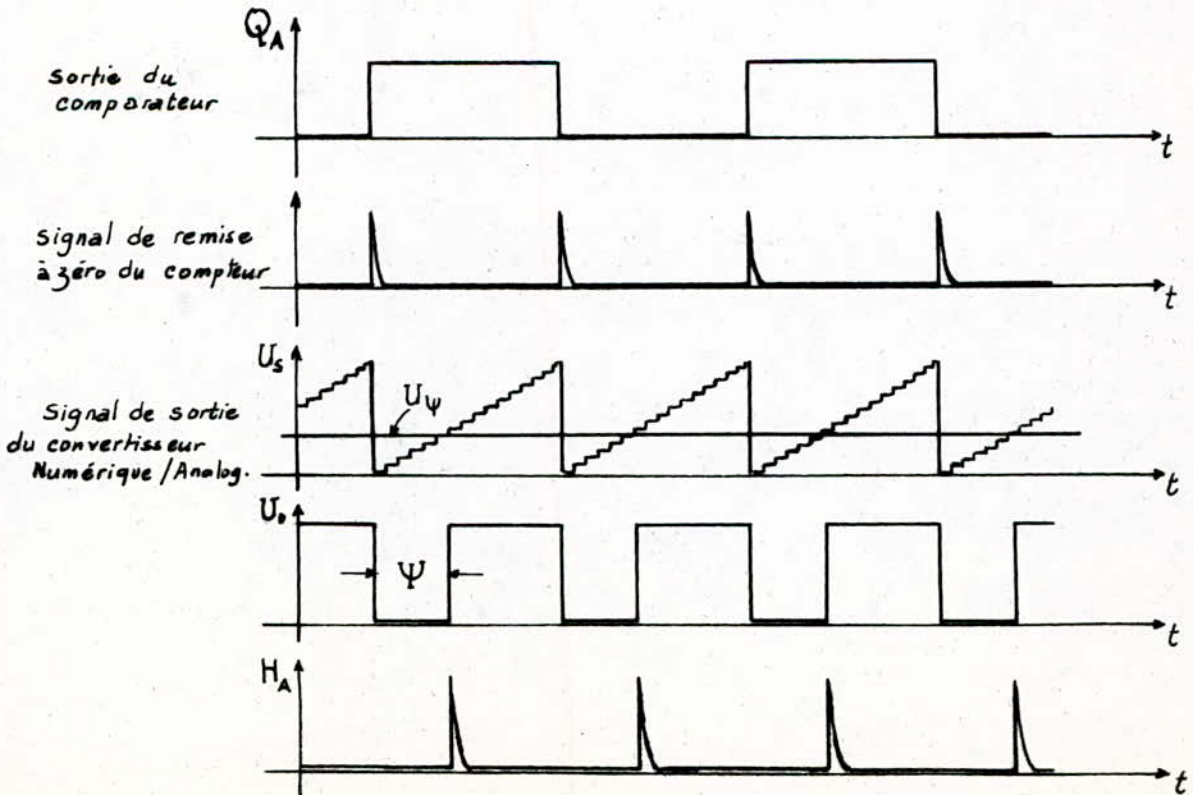 Q_A
sortie du
comparateur
t
Signal de remise
à zéro du compteur
t
U_S
U_ψ
Signal de sortie
du convertisseur
Numérique/Analog.
t
Ψ
t
H_A
t